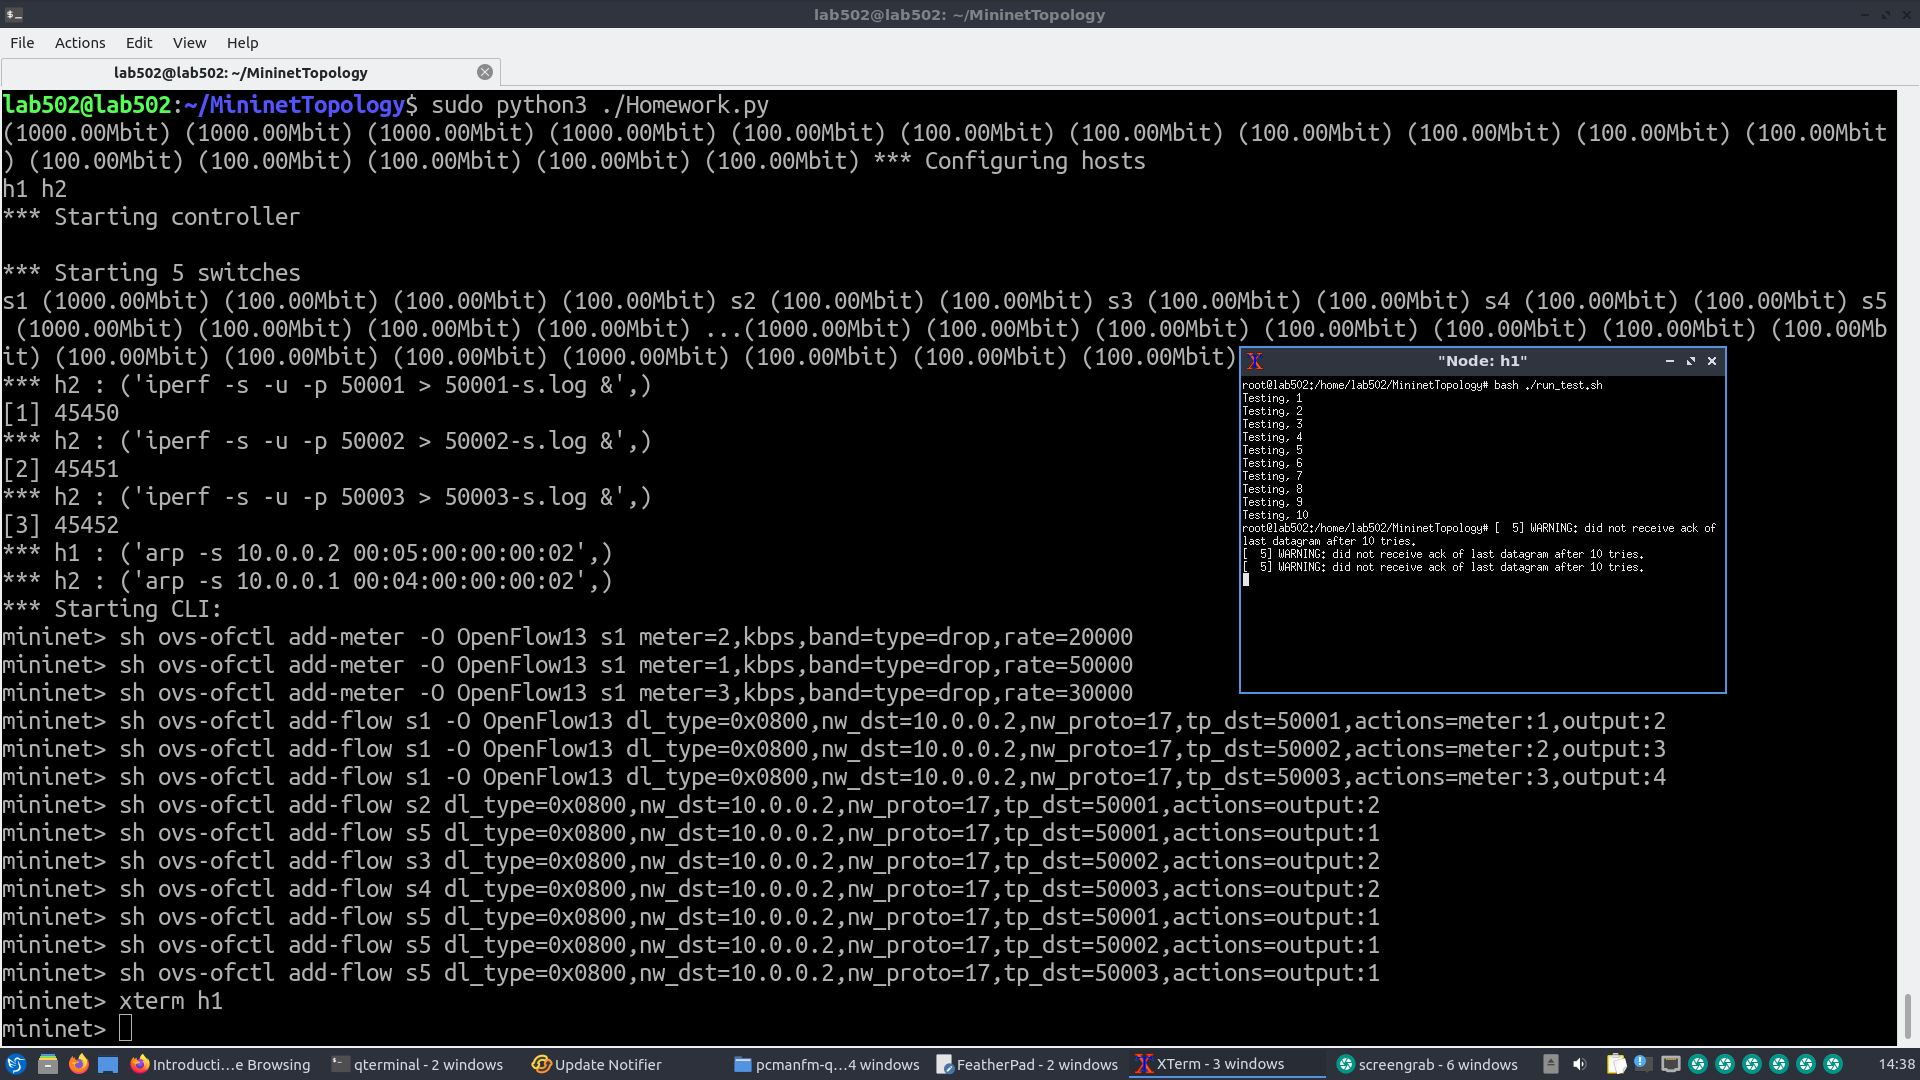 lab502@lab502: ~/MininetTopology
File Actions Edit View Help
lab502@lab502: ~/MininetTopology
lab502@lab502:~/MininetTopology$ sudo python3 ./Homework.py
(1000.00Mbit) (1000.00Mbit) (1000.00Mbit) (1000.00Mbit) (100.00Mbit) (100.00Mbit) (100.00Mbit) (100.00Mbit) (100.00Mbit) (100.00Mbit
) (100.00Mbit) (100.00Mbit) (100.00Mbit) (100.00Mbit) (100.00Mbit) *** Configuring hosts
h1 h2
*** Starting controller
*** Starting 5 switches
s1 (1000.00Mbit) (100.00Mbit) (100.00Mbit) (100.00Mbit) s2 (100.00Mbit) (100.00Mbit) s3 (100.00Mbit) (100.00Mbit) s4 (100.00Mbit) (100.00Mbit) s5
(1000.00Mbit) (100.00Mbit) (100.00Mbit) (100.00Mbit) ...(1000.00Mbit) (100.00Mbit) (100.00Mbit) (100.00Mbit) (100.00Mbit) (100.00Mbit) (100.00Mb
it) (100.00Mbit) (100.00Mbit) (1000.00Mbit) (100.00Mbit) (100.00Mbit) (100.00Mbit)
*** h2 : ('iperf -s -u -p 50001 > 50001-s.log &',)
[1] 45450
*** h2 : ('iperf -s -u -p 50002 > 50002-s.log &',)
[2] 45451
*** h2 : ('iperf -s -u -p 50003 > 50003-s.log &',)
[3] 45452
*** h1 : ('arp -s 10.0.0.2 00:05:00:00:00:02',)
*** h2 : ('arp -s 10.0.0.1 00:04:00:00:00:02',)
*** Starting CLI:
mininet> sh ovs-ofctl add-meter -O OpenFlow13 s1 meter=2,kbps,band=type=drop,rate=20000
mininet> sh ovs-ofctl add-meter -O OpenFlow13 s1 meter=1,kbps,band=type=drop,rate=50000
mininet> sh ovs-ofctl add-meter -O OpenFlow13 s1 meter=3,kbps,band=type=drop,rate=30000
mininet> sh ovs-ofctl add-flow s1 -O OpenFlow13 dl_type=0x0800,nw_dst=10.0.0.2,nw_proto=17,tp_dst=50001,actions=meter:1,output:2
mininet> sh ovs-ofctl add-flow s1 -O OpenFlow13 dl_type=0x0800,nw_dst=10.0.0.2,nw_proto=17,tp_dst=50002,actions=meter:2,output:3
mininet> sh ovs-ofctl add-flow s1 -O OpenFlow13 dl_type=0x0800,nw_dst=10.0.0.2,nw_proto=17,tp_dst=50003,actions=meter:3,output:4
mininet> sh ovs-ofctl add-flow s2 dl_type=0x0800,nw_dst=10.0.0.2,nw_proto=17,tp_dst=50001,actions=output:2
mininet> sh ovs-ofctl add-flow s5 dl_type=0x0800,nw_dst=10.0.0.2,nw_proto=17,tp_dst=50001,actions=output:1
mininet> sh ovs-ofctl add-flow s3 dl_type=0x0800,nw_dst=10.0.0.2,nw_proto=17,tp_dst=50002,actions=output:2
mininet> sh ovs-ofctl add-flow s4 dl_type=0x0800,nw_dst=10.0.0.2,nw_proto=17,tp_dst=50003,actions=output:2
mininet> sh ovs-ofctl add-flow s5 dl_type=0x0800,nw_dst=10.0.0.2,nw_proto=17,tp_dst=50001,actions=output:1
mininet> sh ovs-ofctl add-flow s5 dl_type=0x0800,nw_dst=10.0.0.2,nw_proto=17,tp_dst=50002,actions=output:1
mininet> sh ovs-ofctl add-flow s5 dl_type=0x0800,nw_dst=10.0.0.2,nw_proto=17,tp_dst=50003,actions=output:1
mininet> xterm h1
mininet>
"Node: h1"
root@lab502:/home/lab502/MininetTopology# bash ./run_test.sh
Testing, 1
Testing, 2
Testing, 3
Testing, 4
Testing, 5
Testing, 6
Testing, 7
Testing, 8
Testing, 9
Testing, 10
root@lab502:/home/lab502/MininetTopology# [  5] WARNING: did not receive ack of
last datagram after 10 tries.
[  5] WARNING: did not receive ack of last datagram after 10 tries.
[  5] WARNING: did not receive ack of last datagram after 10 tries.
Introducti...e Browsing qterminal - 2 windows Update Notifier pcmanfm-q...4 windows FeatherPad - 2 windows XTerm - 3 windows screengrab - 6 windows 14:38